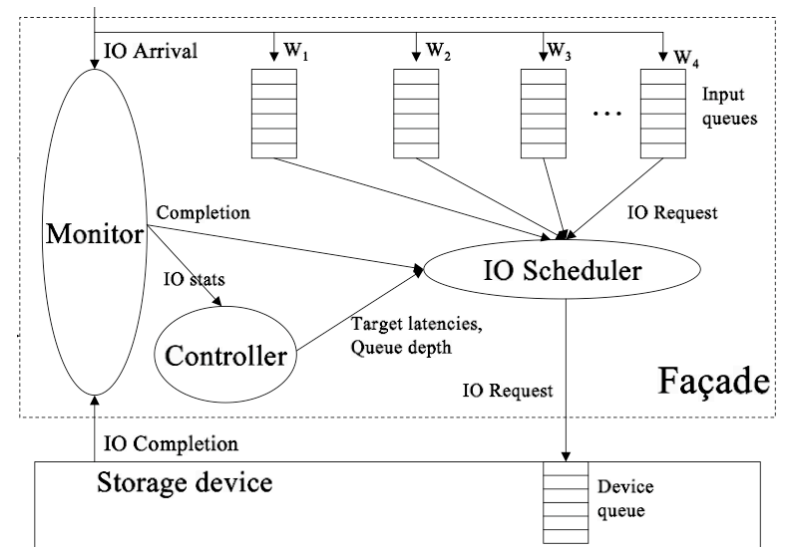 IO Arrival
W1
W2
W3
W4
Input
queues
...
Monitor
Completion
IO Request
IO stats
IO Scheduler
Controller
Target latencies,
Queue depth
IO Request
Façade
IO Completion
Storage device
Device
queue